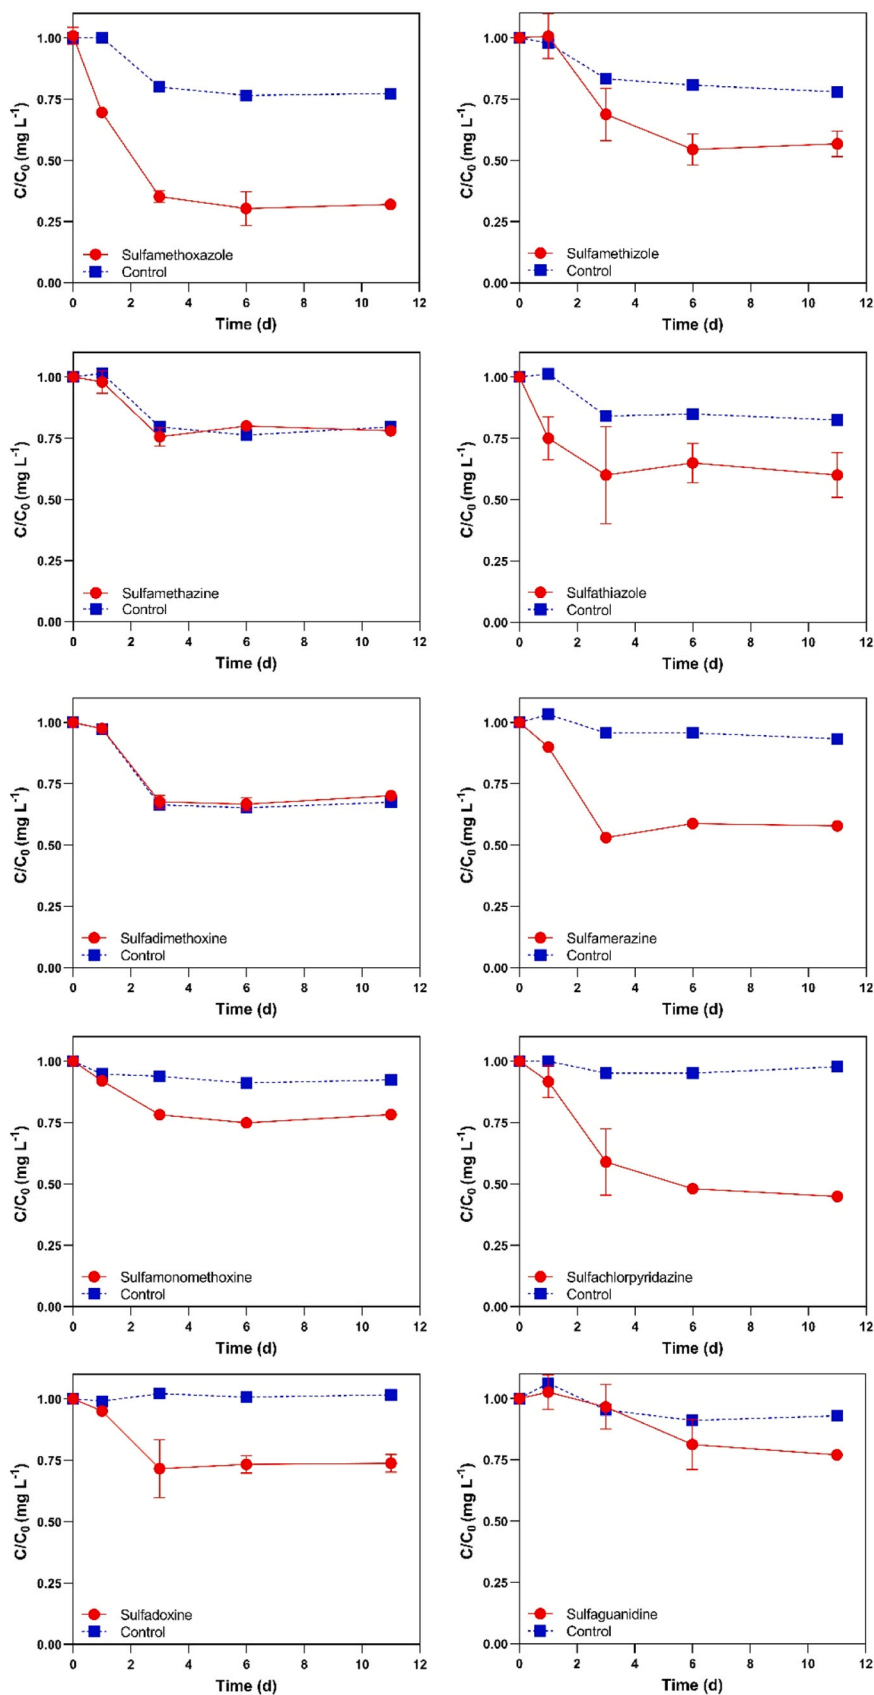 C/C₀ (mg L⁻¹)
1.00
0.75
0.50
0.25
0.00
Sulfamethoxazole
Control
0 2 4 6 8 10 12
Time (d)
C/C₀ (mg L⁻¹)
1.00
0.75
0.50
0.25
0.00
Sulfamethizole
Control
0 2 4 6 8 10 12
Time (d)
C/C₀ (mg L⁻¹)
1.00
0.75
0.50
0.25
0.00
Sulfamethazine
Control
0 2 4 6 8 10 12
Time (d)
C/C₀ (mg L⁻¹)
1.00
0.75
0.50
0.25
0.00
Sulfathiazole
Control
0 2 4 6 8 10 12
Time (d)
C/C₀ (mg L⁻¹)
1.00
0.75
0.50
0.25
0.00
Sulfadimethoxine
Control
0 2 4 6 8 10 12
Time (d)
C/C₀ (mg L⁻¹)
1.00
0.75
0.50
0.25
0.00
Sulfamerazine
Control
0 2 4 6 8 10 12
Time (d)
C/C₀ (mg L⁻¹)
1.00
0.75
0.50
0.25
0.00
Sulfamonomethoxine
Control
0 2 4 6 8 10 12
Time (d)
C/C₀ (mg L⁻¹)
1.00
0.75
0.50
0.25
0.00
Sulfachlorpyridazine
Control
0 2 4 6 8 10 12
Time (d)
C/C₀ (mg L⁻¹)
1.00
0.75
0.50
0.25
0.00
Sulfadoxine
Control
0 2 4 6 8 10 12
Time (d)
C/C₀ (mg L⁻¹)
1.00
0.75
0.50
0.25
0.00
Sulfaguanidine
Control
0 2 4 6 8 10 12
Time (d)